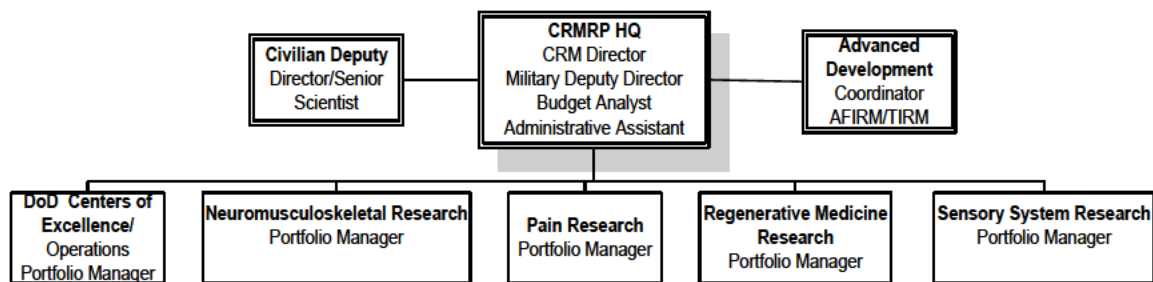 CRMRP HQ
CRM Director
Military Deputy Director
Budget Analyst
Administrative Assistant
Civilian Deputy
Director/Senior
Scientist
Advanced
Development
Coordinator
AFIRM/TIRM
DoD Centers of
Excellence/
Operations
Portfolio Manager
Neuromusculoskeletal Research
Portfolio Manager
Pain Research
Portfolio Manager
Regenerative Medicine
Research
Portfolio Manager
Sensory System Research
Portfolio Manager